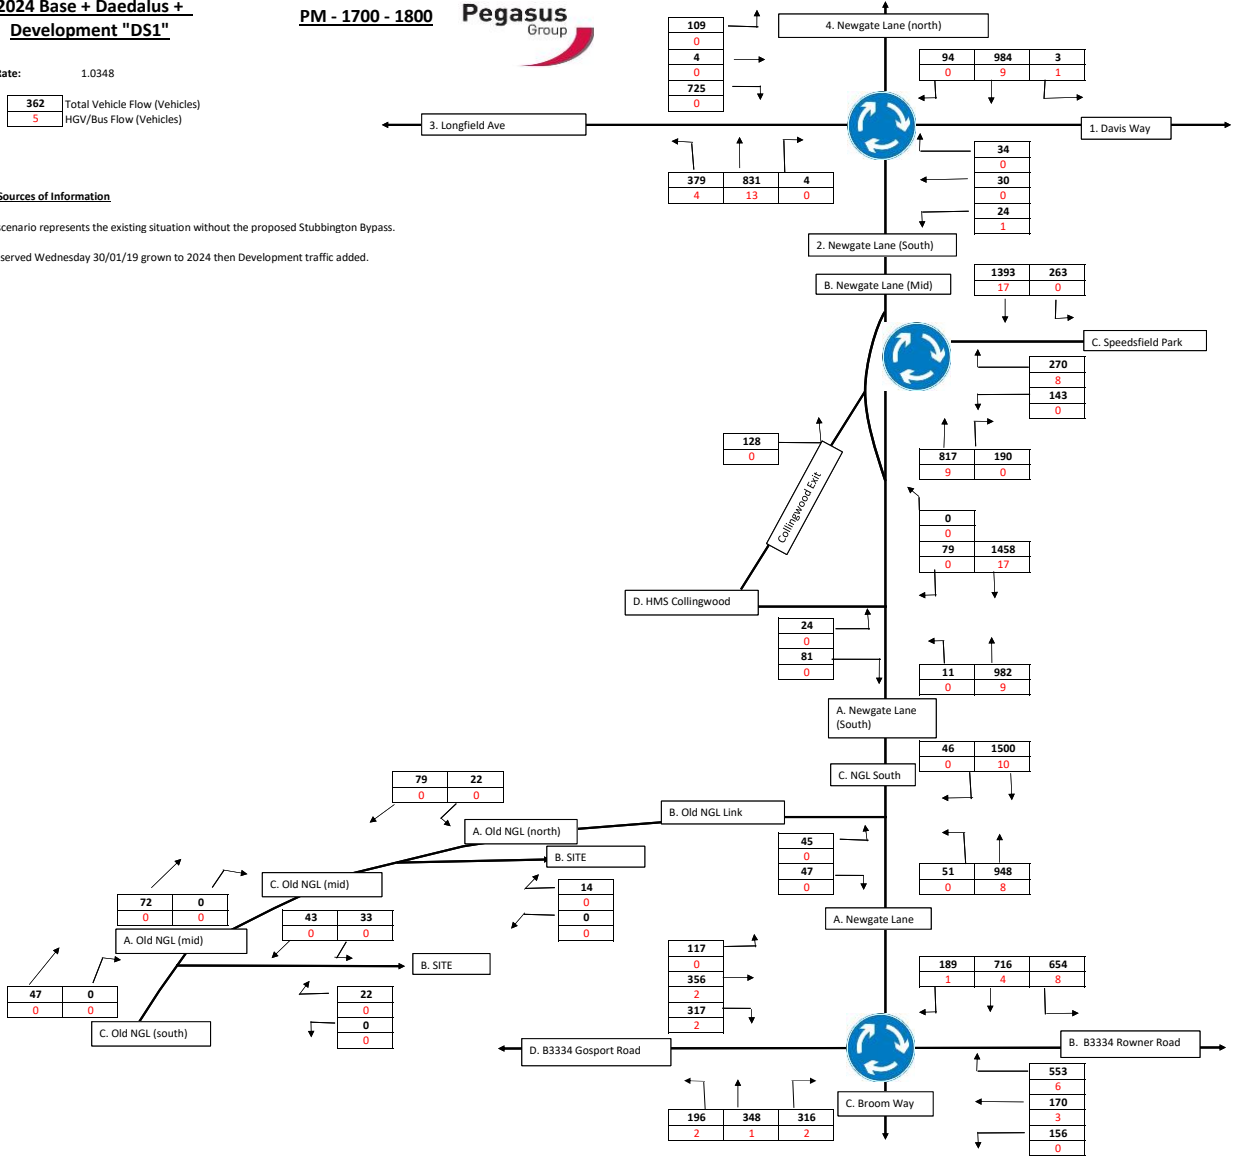 2024 Base + Daedalus +
Development "DS1"
PM - 1700 - 1800
Pegasus
Group
Rate: 1.0348
362 Total Vehicle Flow (Vehicles)
5 HGV/Bus Flow (Vehicles)
Sources of Information
scenario represents the existing situation without the proposed Stubbington Bypass.
served Wednesday 30/01/19 grown to 2024 then Development traffic added.
109
0
4
0
725
0
4. Newgate Lane (north)
94 984 3
0 9 1
3. Longfield Ave
1. Davis Way
379 831 4
4 13 0
34
0
30
0
24
1
2. Newgate Lane (South)
B. Newgate Lane (Mid)
1393 263
17 0
C. Speedsfield Park
270
8
143
0
128
0
817 190
9 0
Collingwood Exit
0
0
79 1458
0 17
D. HMS Collingwood
24
0
81
0
11 982
0 9
A. Newgate Lane
(South)
46 1500
0 10
C. NGL South
79 22
0 0
B. Old NGL Link
A. Old NGL (north)
45
0
47
0
B. SITE
51 948
0 8
C. Old NGL (mid)
14
0
0
0
72 0
0 0
43 33
0 0
A. Newgate Lane
A. Old NGL (mid)
B. SITE
117
0
356
2
317
2
189 716 654
1 4 8
47 0
0 0
22
0
0
0
C. Old NGL (south)
D. B3334 Gosport Road
B. B3334 Rowner Road
C. Broom Way
196 348 316
2 1 2
553
6
170
3
156
0